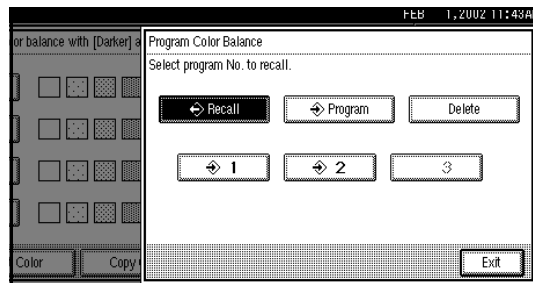 FEB 1,2002 11:43A
or balance with [Darker] a
Program Color Balance
Select program No. to recall.
Recall
Program
Delete
1
2
3
Color
Copy
Exit